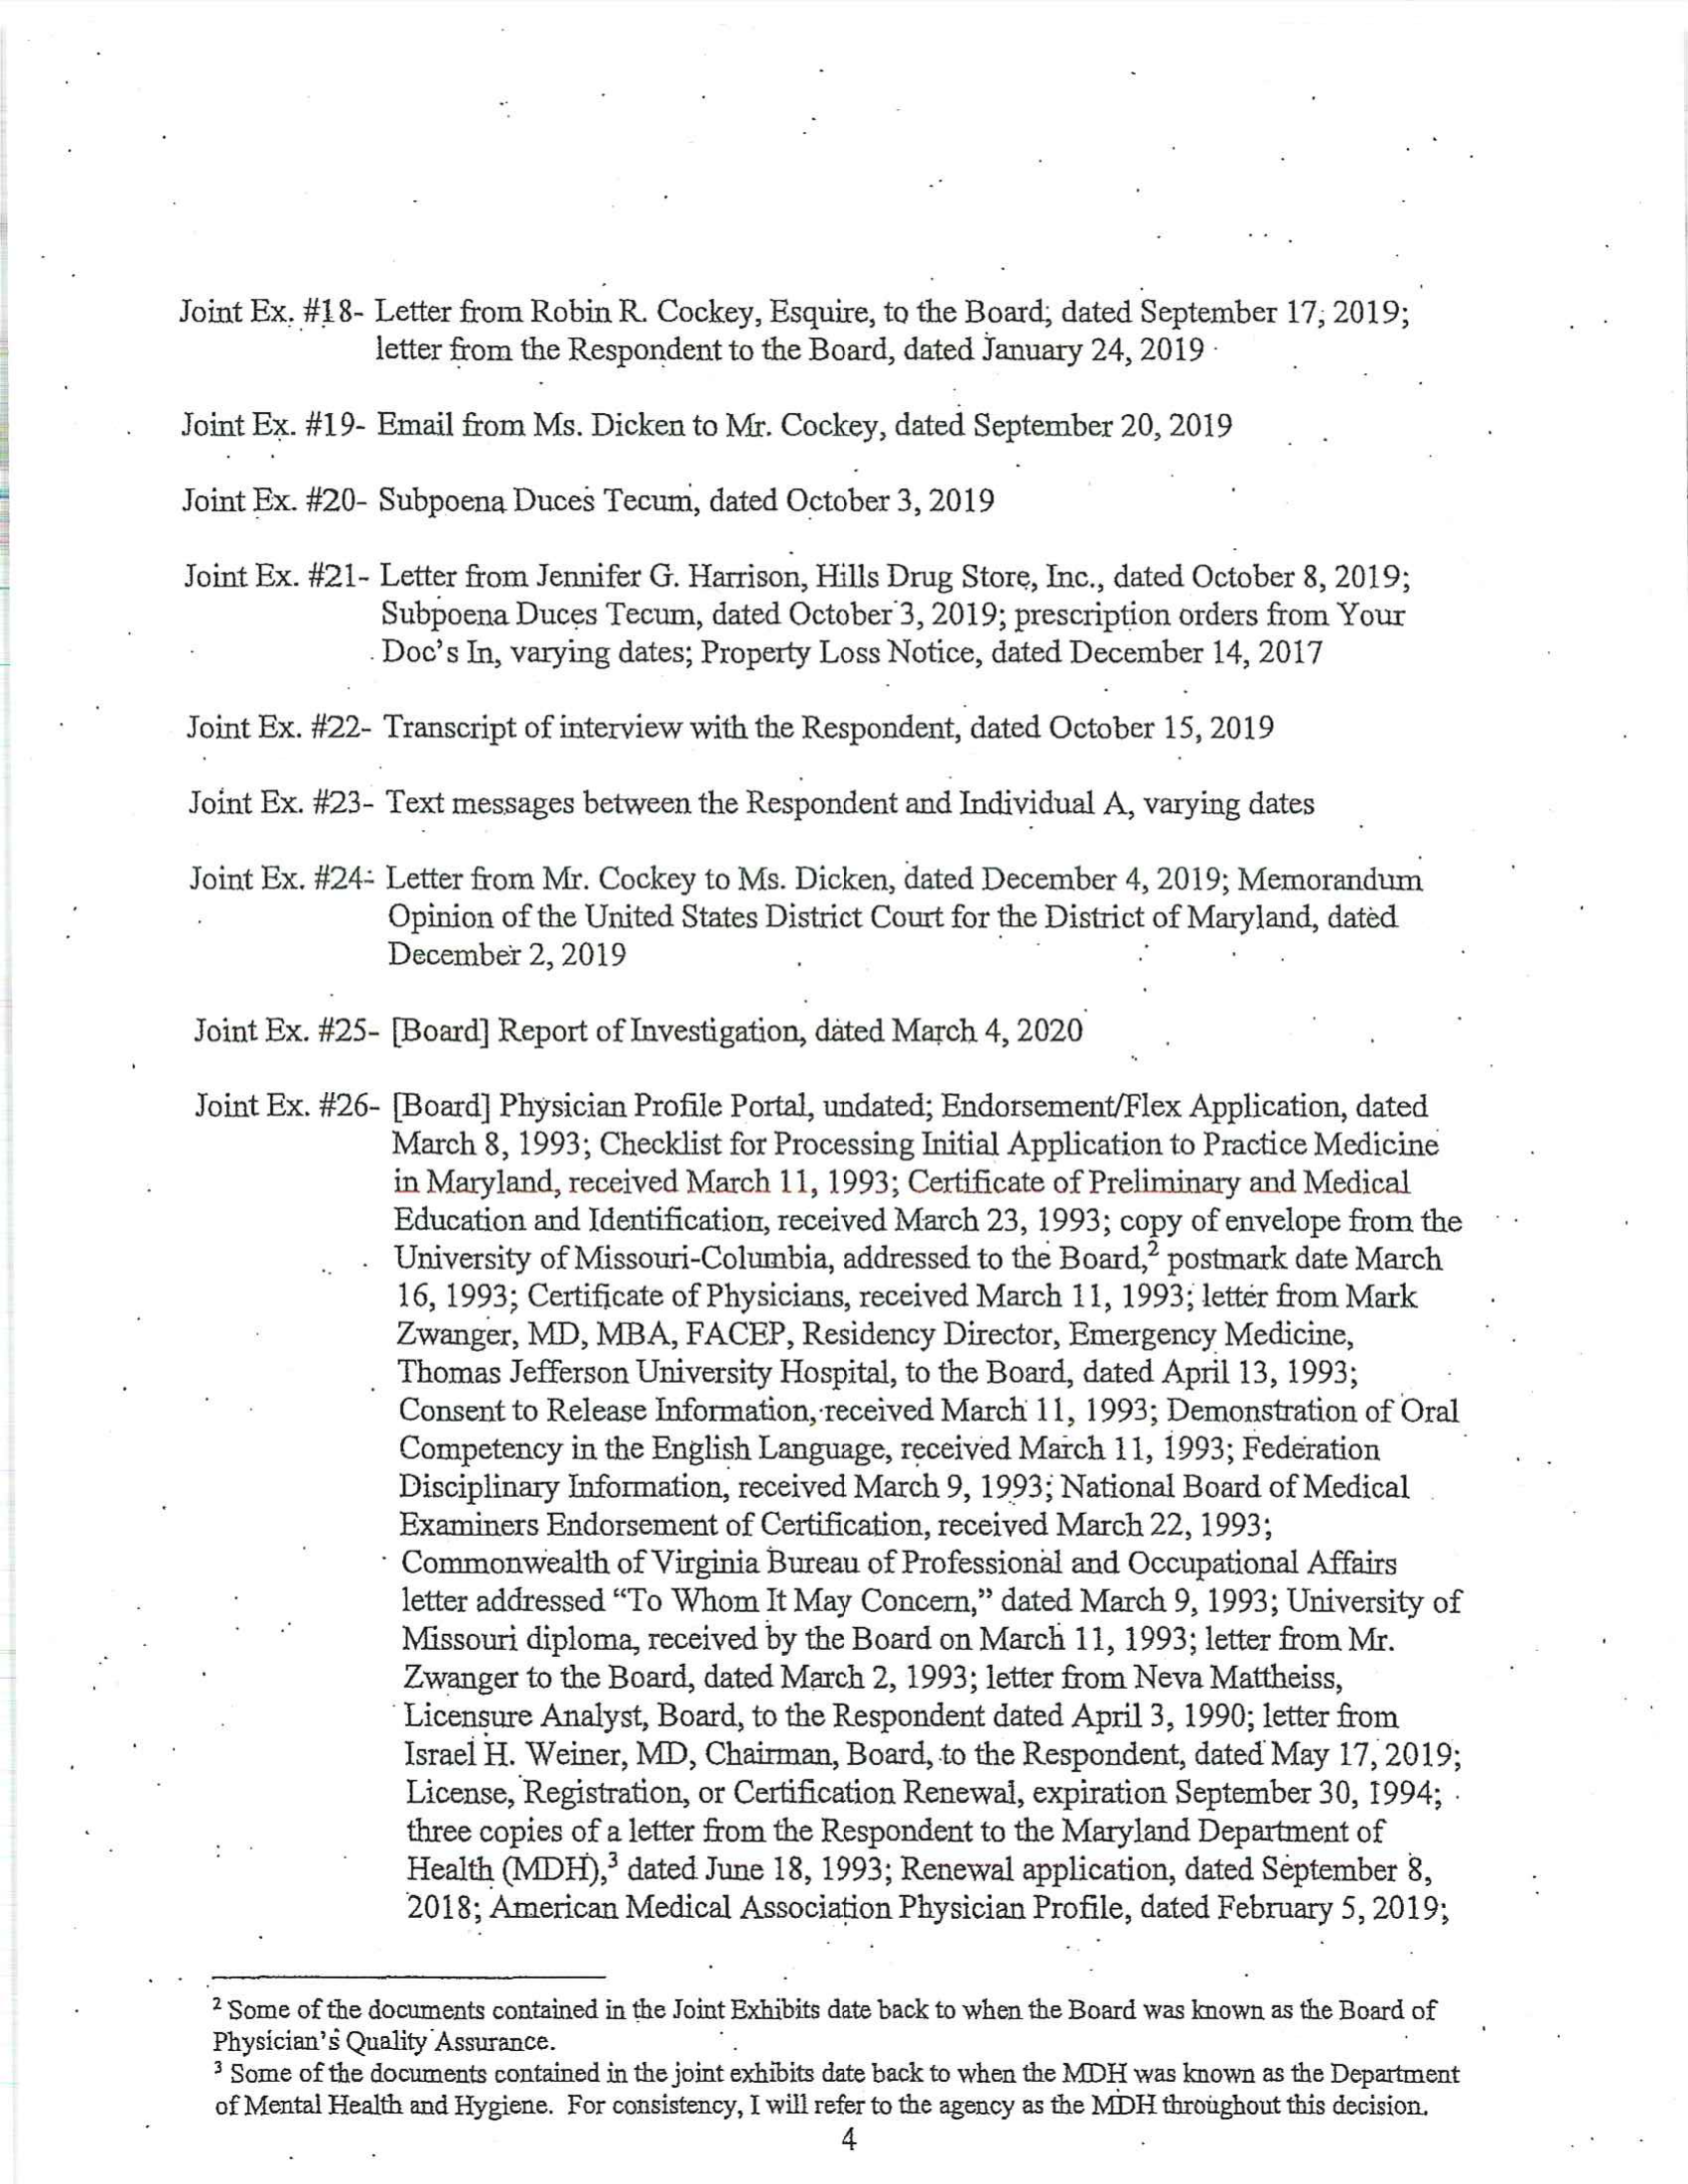 Joint Ex. #18- Letter from Robin R. Cockey, Esquire, to the Board; dated September 17, 2019;
letter from the Respondent to the Board, dated January 24, 2019
Joint Ex. #19- Email from Ms. Dicken to Mr. Cockey, dated September 20, 2019
Joint Ex. #20- Subpoena Duces Tecum, dated October 3, 2019
Joint Ex. #21- Letter from Jennifer G. Harrison, Hills Drug Store, Inc., dated October 8, 2019;
Subpoena Duces Tecum, dated October 3, 2019; prescription orders from Your
Doc's In, varying dates; Property Loss Notice, dated December 14, 2017
Joint Ex. #22- Transcript of interview with the Respondent, dated October 15, 2019
Joint Ex. #23- Text messages between the Respondent and Individual A, varying dates
Joint Ex. #24- Letter from Mr. Cockey to Ms. Dicken, dated December 4, 2019; Memorandum
Opinion of the United States District Court for the District of Maryland, dated
December 2, 2019
Joint Ex. #25- [Board] Report of Investigation, dated March 4, 2020
Joint Ex. #26- [Board] Physician Profile Portal, undated; Endorsement/Flex Application, dated
March 8, 1993; Checklist for Processing Initial Application to Practice Medicine
in Maryland, received March 11, 1993; Certificate of Preliminary and Medical
Education and Identification, received March 23, 1993; copy of envelope from the
University of Missouri-Columbia, addressed to the Board,² postmark date March
16, 1993; Certificate of Physicians, received March 11, 1993; letter from Mark
Zwanger, MD, MBA, FACEP, Residency Director, Emergency Medicine,
Thomas Jefferson University Hospital, to the Board, dated April 13, 1993;
Consent to Release Information, received March 11, 1993; Demonstration of Oral
Competency in the English Language, received March 11, 1993; Federation
Disciplinary Information, received March 9, 1993; National Board of Medical
Examiners Endorsement of Certification, received March 22, 1993;
Commonwealth of Virginia Bureau of Professional and Occupational Affairs
letter addressed “To Whom It May Concern,” dated March 9, 1993; University of
Missouri diploma, received by the Board on March 11, 1993; letter from Mr.
Zwanger to the Board, dated March 2, 1993; letter from Neva Mattheiss,
Licensure Analyst, Board, to the Respondent dated April 3, 1990; letter from
Israel H. Weiner, MD, Chairman, Board, to the Respondent, dated May 17, 2019;
License, Registration, or Certification Renewal, expiration September 30, 1994;
three copies of a letter from the Respondent to the Maryland Department of
Health (MDH),³ dated June 18, 1993; Renewal application, dated September 8,
2018; American Medical Association Physician Profile, dated February 5, 2019;
² Some of the documents contained in the Joint Exhibits date back to when the Board was known as the Board of
Physician's Quality Assurance.
³ Some of the documents contained in the joint exhibits date back to when the MDH was known as the Department
of Mental Health and Hygiene. For consistency, I will refer to the agency as the MDH throughout this decision.
4